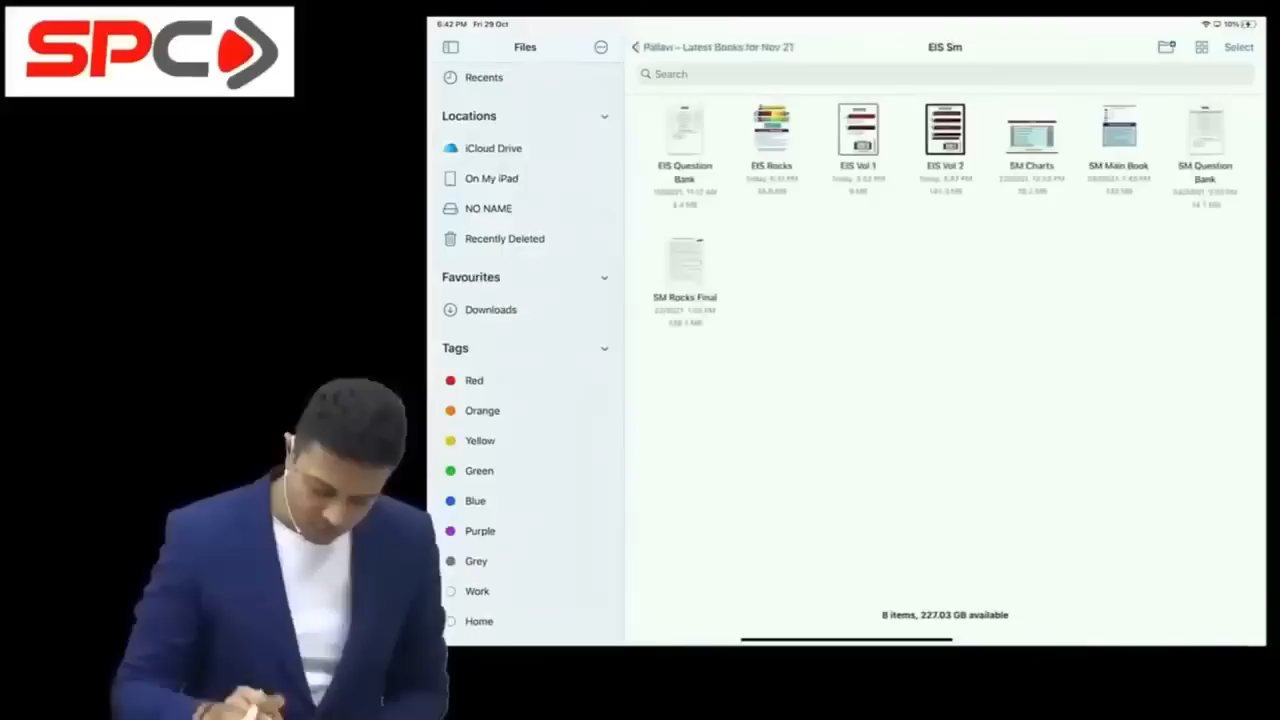 SPC
6:42 PM Fri 29 Oct
10%
Files
Recents
Locations
iCloud Drive
On My iPad
NO NAME
Recently Deleted
Favourites
Downloads
Tags
Red
Orange
Yellow
Green
Blue
Purple
Grey
Work
Home
Pallavi – Latest Books for Nov 21
EIS Sm
Select
Search
EIS Question Bank
EIS Rocks
EIS Vol 1
EIS Vol 2
SM Charts
SM Main Book
SM Question Bank
SM Rocks Final
8 items, 227.03 GB available